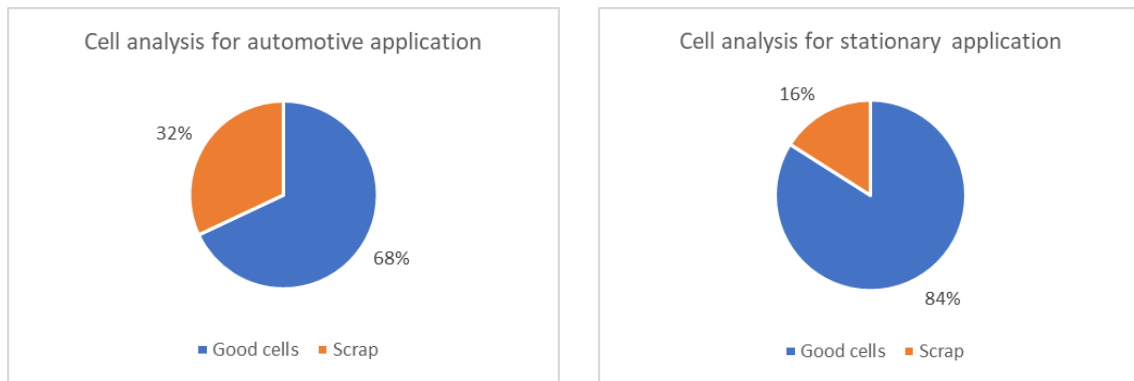 Cell analysis for automotive application
32%
68%
Good cells Scrap
Cell analysis for stationary application
16%
84%
Good cells Scrap